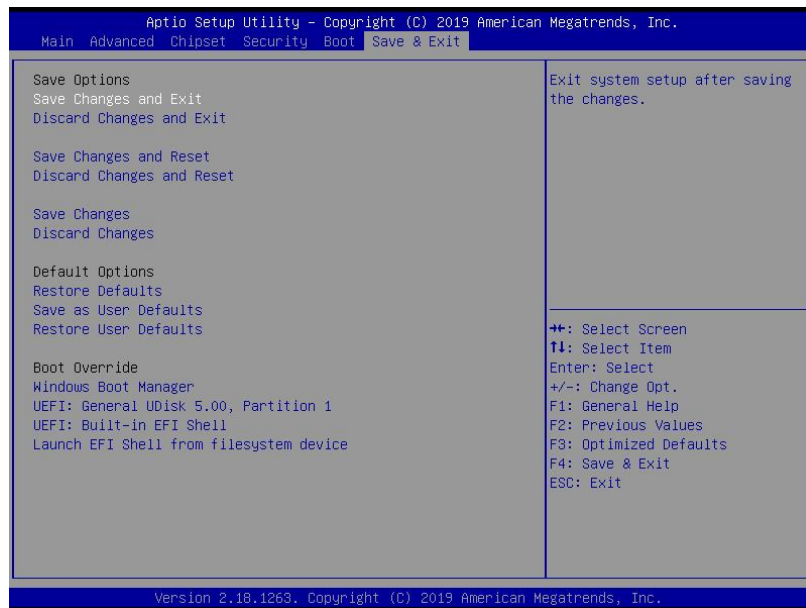 Aptio Setup Utility – Copyright (C) 2019 American Megatrends, Inc.
Main Advanced Chipset Security Boot Save & Exit
Save Options
Save Changes and Exit
Discard Changes and Exit
Save Changes and Reset
Discard Changes and Reset
Save Changes
Discard Changes
Default Options
Restore Defaults
Save as User Defaults
Restore User Defaults
Boot Override
Windows Boot Manager
UEFI: General UDisk 5.00, Partition 1
UEFI: Built-in EFI Shell
Launch EFI Shell from filesystem device
Exit system setup after saving
the changes.
→←: Select Screen
↑↓: Select Item
Enter: Select
+/-: Change Opt.
F1: General Help
F2: Previous Values
F3: Optimized Defaults
F4: Save & Exit
ESC: Exit
Version 2.18.1263. Copyright (C) 2019 American Megatrends, Inc.